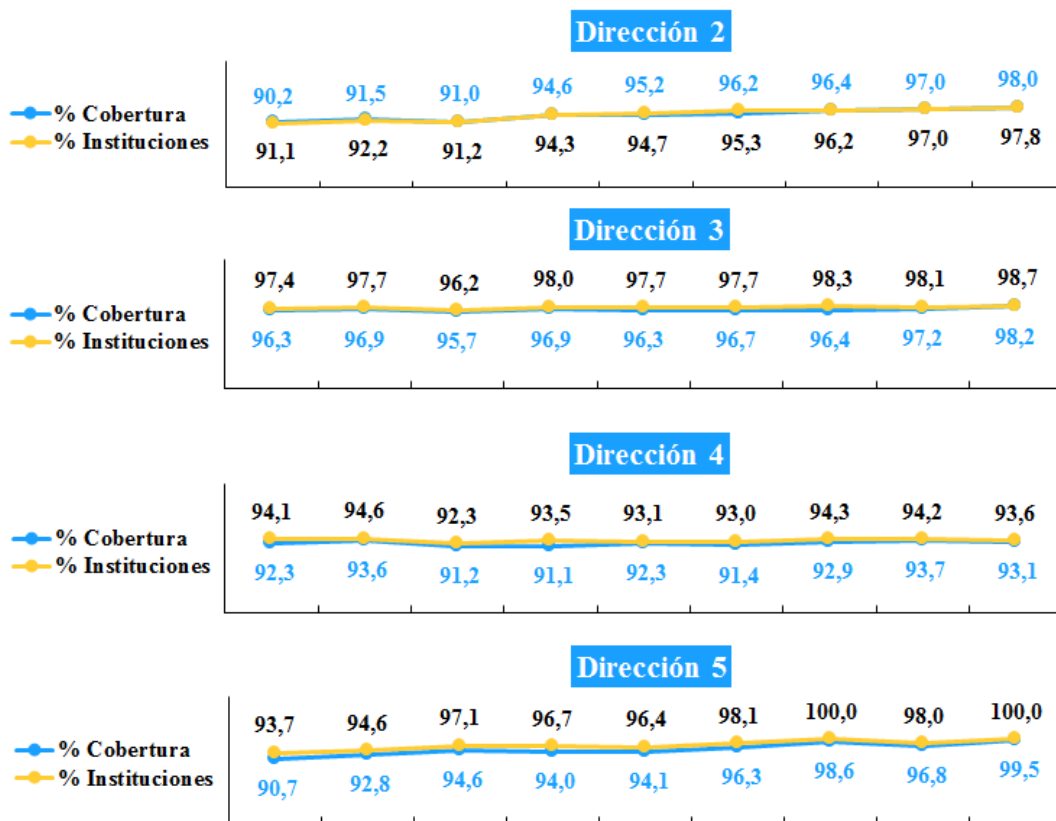 Dirección 2
90,2 91,5 91,0 94,6 95,2 96,2 96,4 97,0 98,0
% Cobertura
% Instituciones
91,1 92,2 91,2 94,3 94,7 95,3 96,2 97,0 97,8
Dirección 3
97,4 97,7 96,2 98,0 97,7 97,7 98,3 98,1 98,7
% Cobertura
% Instituciones
96,3 96,9 95,7 96,9 96,3 96,7 96,4 97,2 98,2
Dirección 4
94,1 94,6 92,3 93,5 93,1 93,0 94,3 94,2 93,6
% Cobertura
% Instituciones
92,3 93,6 91,2 91,1 92,3 91,4 92,9 93,7 93,1
Dirección 5
93,7 94,6 97,1 96,7 96,4 98,1 100,0 98,0 100,0
% Cobertura
% Instituciones
90,7 92,8 94,6 94,0 94,1 96,3 98,6 96,8 99,5